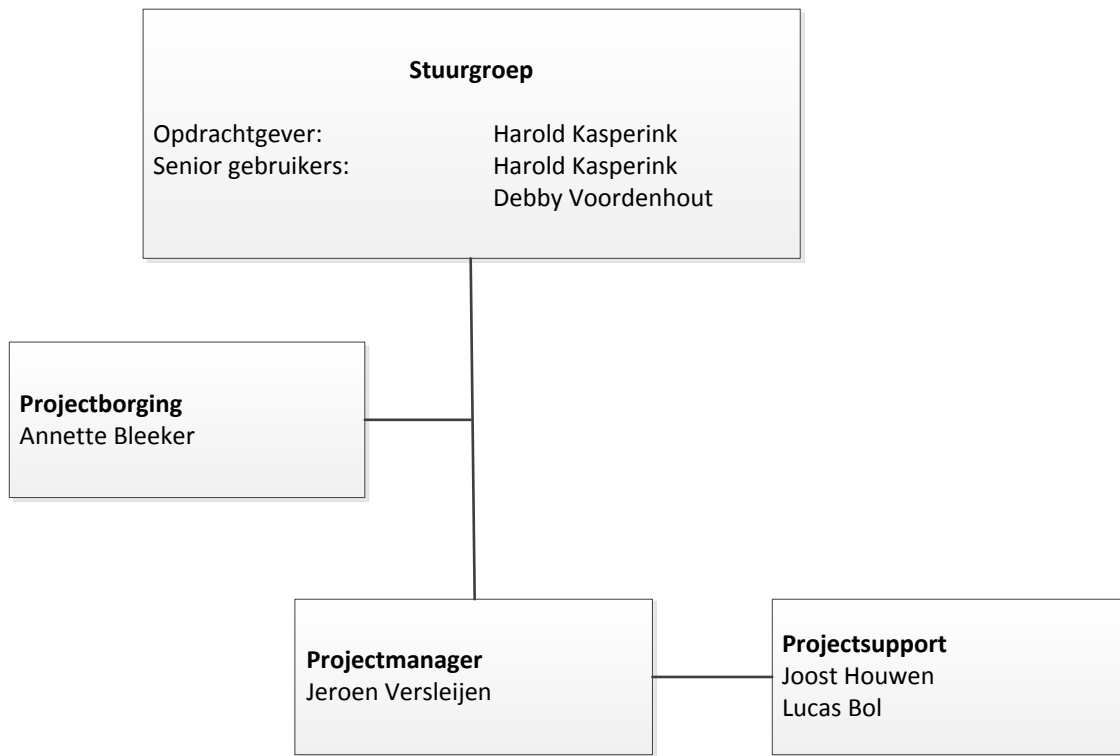 Stuurgroep
Opdrachtgever: Harold Kasperink
Senior gebruikers: Harold Kasperink
Debby Voordenhout
Projectborging
Annette Bleeker
Projectmanager
Jeroen Versleijen
Projectsupport
Joost Houwen
Lucas Bol